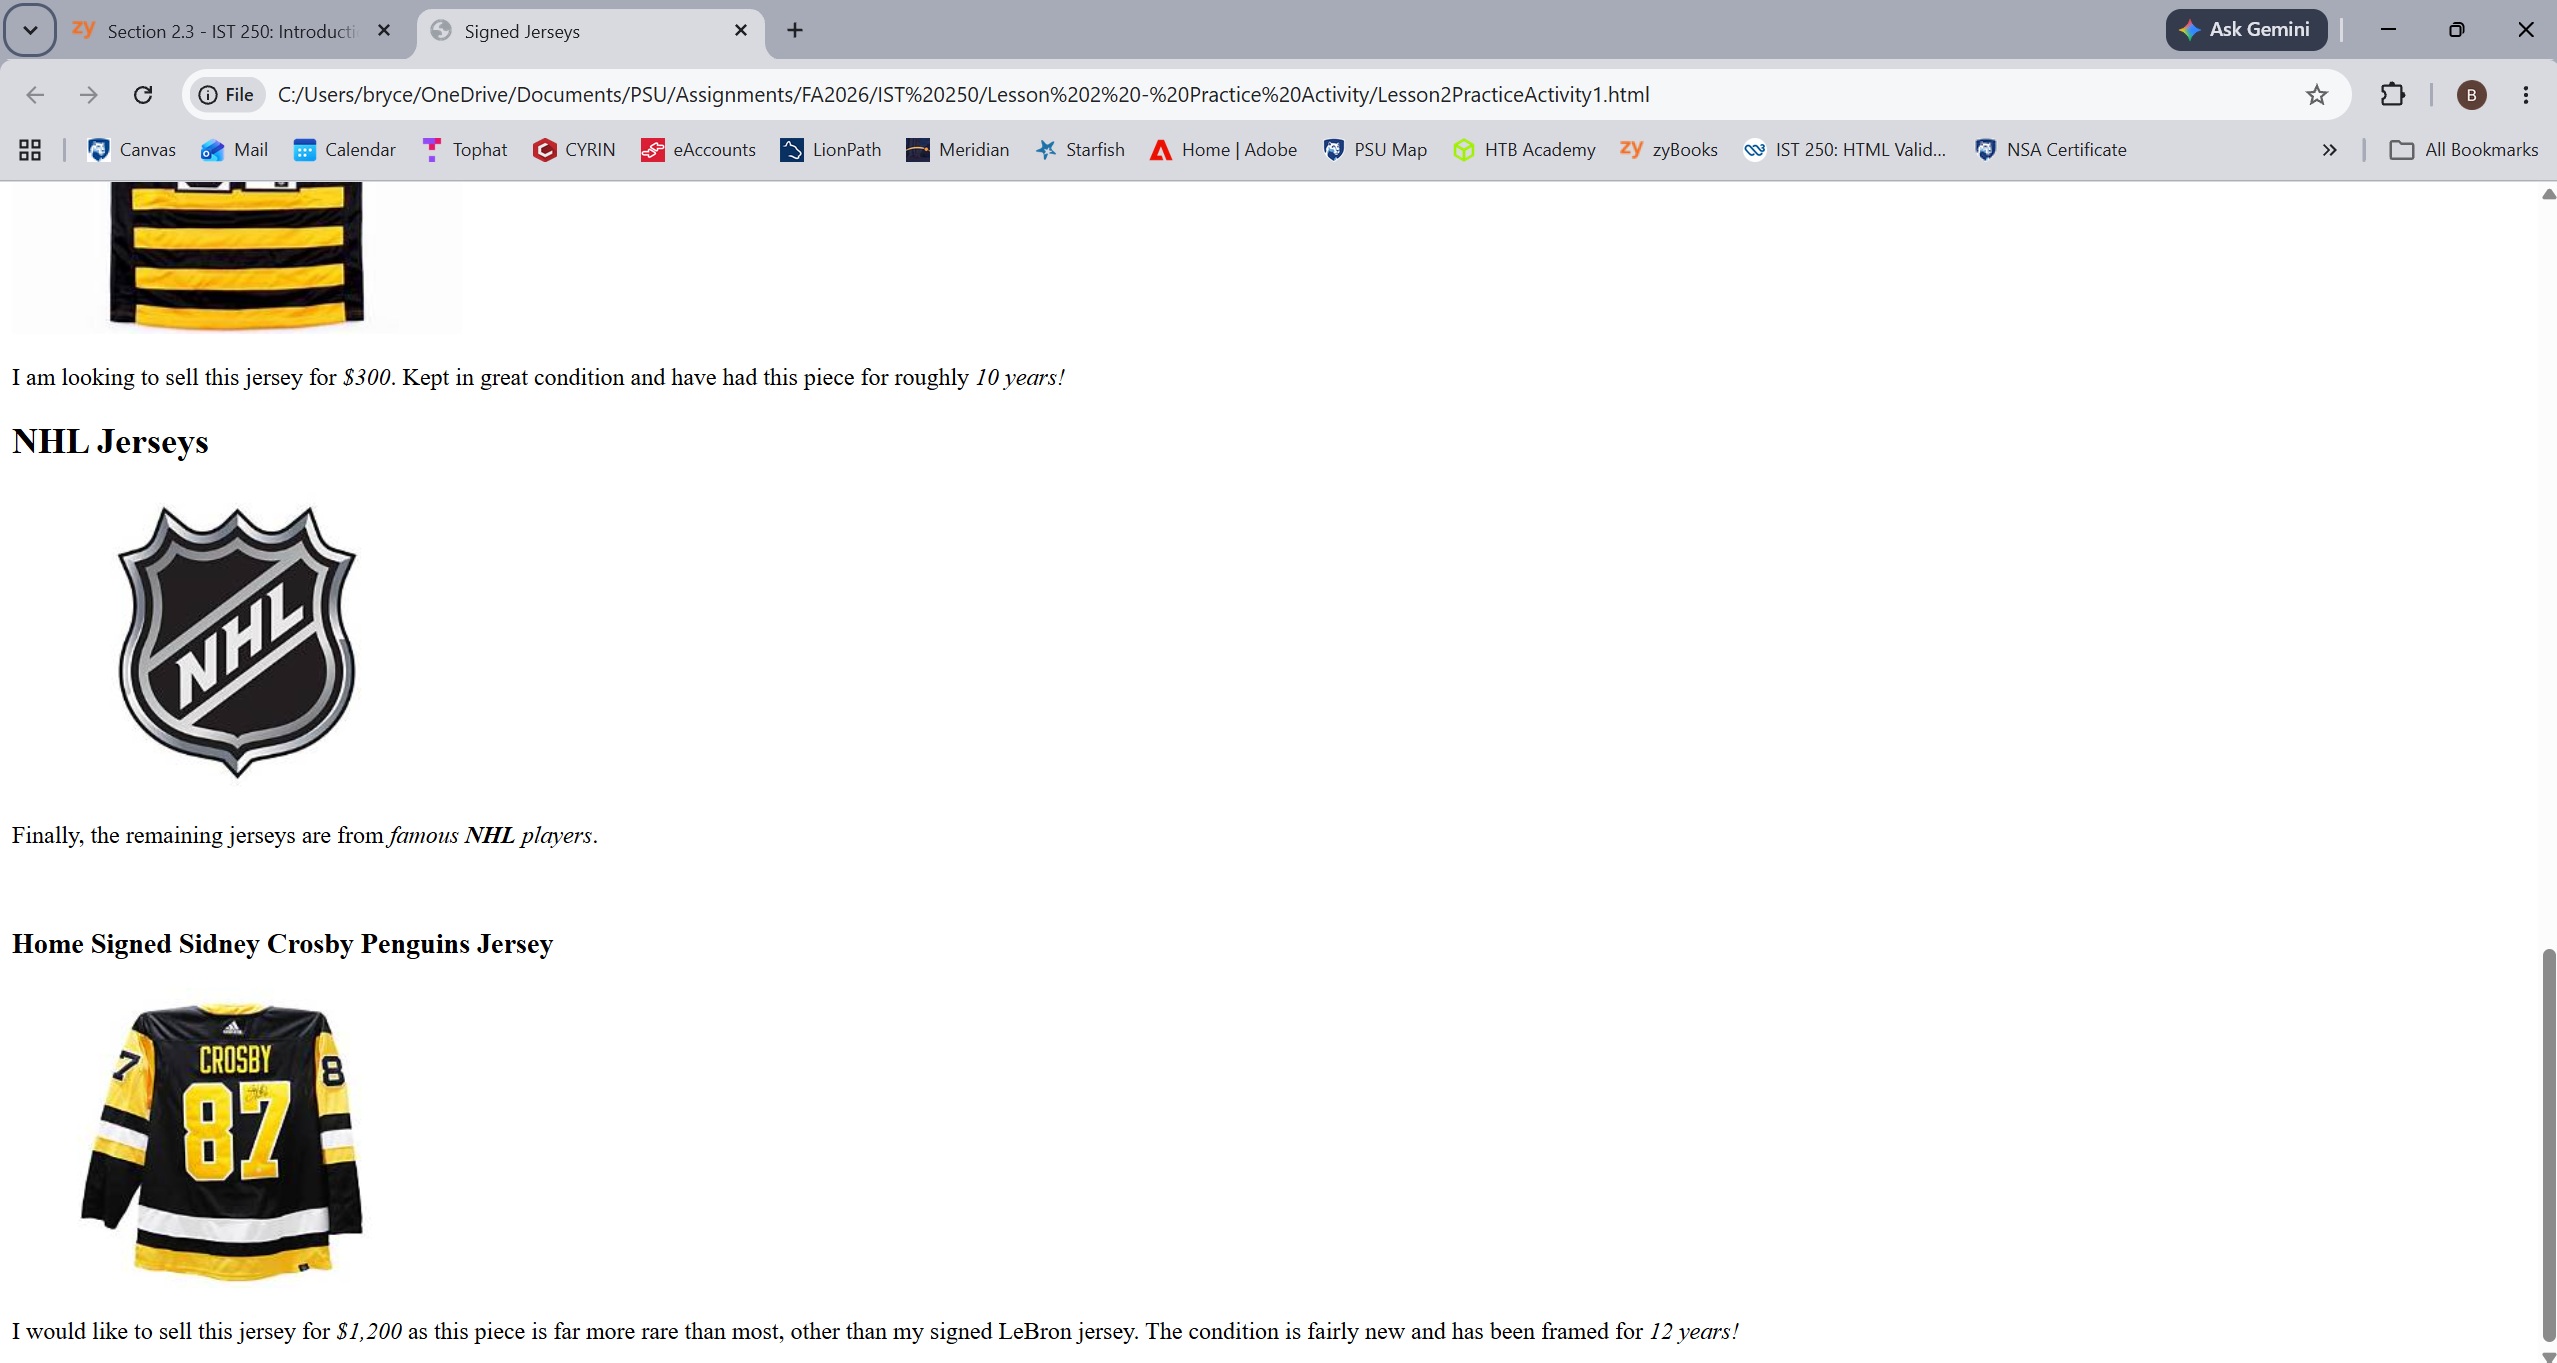 zy Section 2.3 - IST 250: Introducti
Signed Jerseys
Ask Gemini
File C:/Users/bryce/OneDrive/Documents/PSU/Assignments/FA2026/IST%20250/Lesson%202%20-%20Practice%20Activity/Lesson2PracticeActivity1.html
B
Canvas Mail Calendar Tophat CYRIN eAccounts LionPath Meridian Starfish Home | Adobe PSU Map HTB Academy zy zyBooks IST 250: HTML Valid... NSA Certificate » All Bookmarks
I am looking to sell this jersey for $300. Kept in great condition and have had this piece for roughly 10 years!
NHL Jerseys
NHL
Finally, the remaining jerseys are from famous NHL players.
Home Signed Sidney Crosby Penguins Jersey
CROSBY
7 87 8
I would like to sell this jersey for $1,200 as this piece is far more rare than most, other than my signed LeBron jersey. The condition is fairly new and has been framed for 12 years!